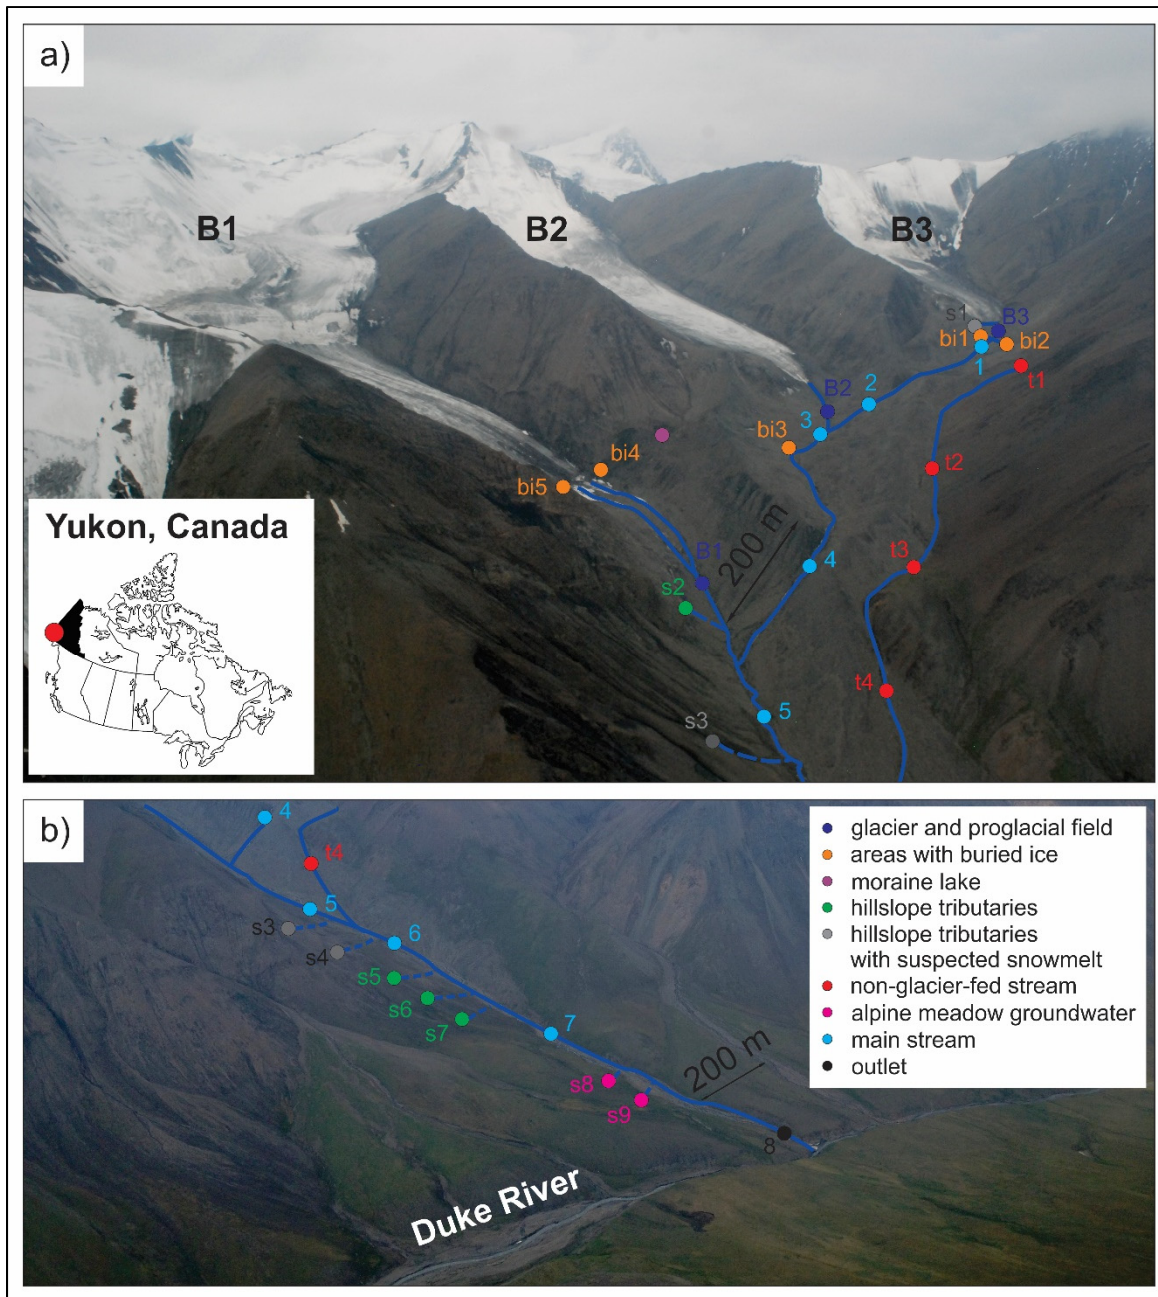 a)
B1
B2
B3
s1
B3
bi1
bi2
1
t1
2
B2
3
bi3
t2
bi4
bi5
200 m
B1
t3
4
s2
t4
5
s3
Yukon, Canada
b)
4
t4
5
s3
6
s4
s5
s6
s7
7
200 m
s8
s9
8
Duke River
glacier and proglacial field
areas with buried ice
moraine lake
hillslope tributaries
hillslope tributaries
with suspected snowmelt
non-glacier-fed stream
alpine meadow groundwater
main stream
outlet